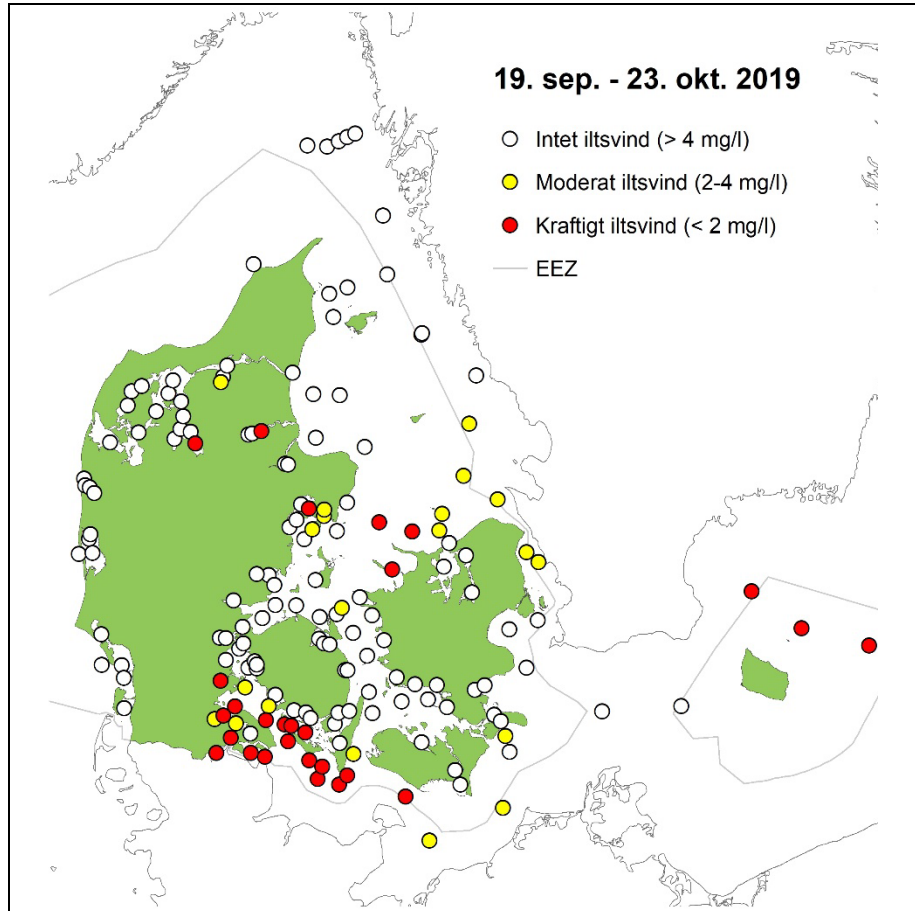 19. sep. - 23. okt. 2019
Intet iltsvind (> 4 mg/l)
Moderat iltsvind (2-4 mg/l)
Kraftigt iltsvind (< 2 mg/l)
EEZ